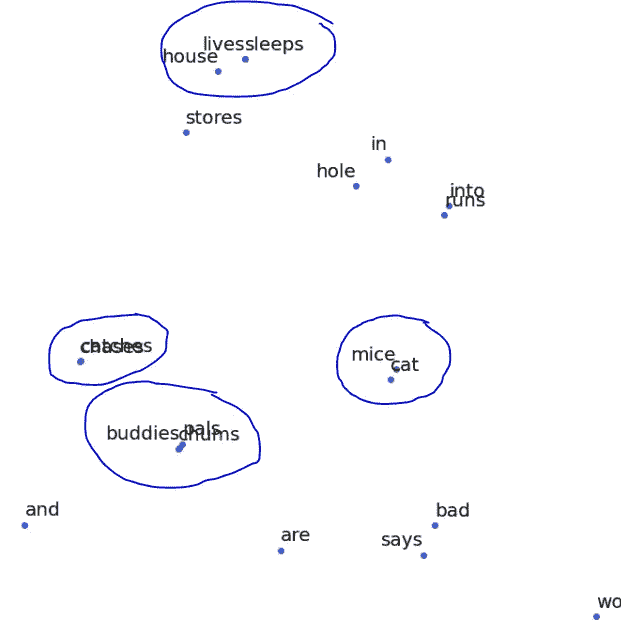 livessleeps
house
stores
in
hole
into
runs
catches
chases
mice
cat
pals
buddies chums
and
are
bad
says
wo